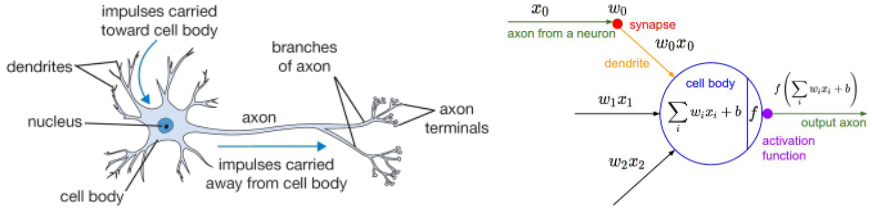 impulses carried
toward cell body
dendrites
nucleus
cell body
axon
branches
of axon
axon
terminals
impulses carried
away from cell body
x₀
w₀
axon from a neuron
synapse
w₀x₀
dendrite
cell body
w₁x₁
∑ᵢ wᵢxᵢ + b
f
w₂x₂
f(∑ᵢ wᵢxᵢ + b)
output axon
activation
function